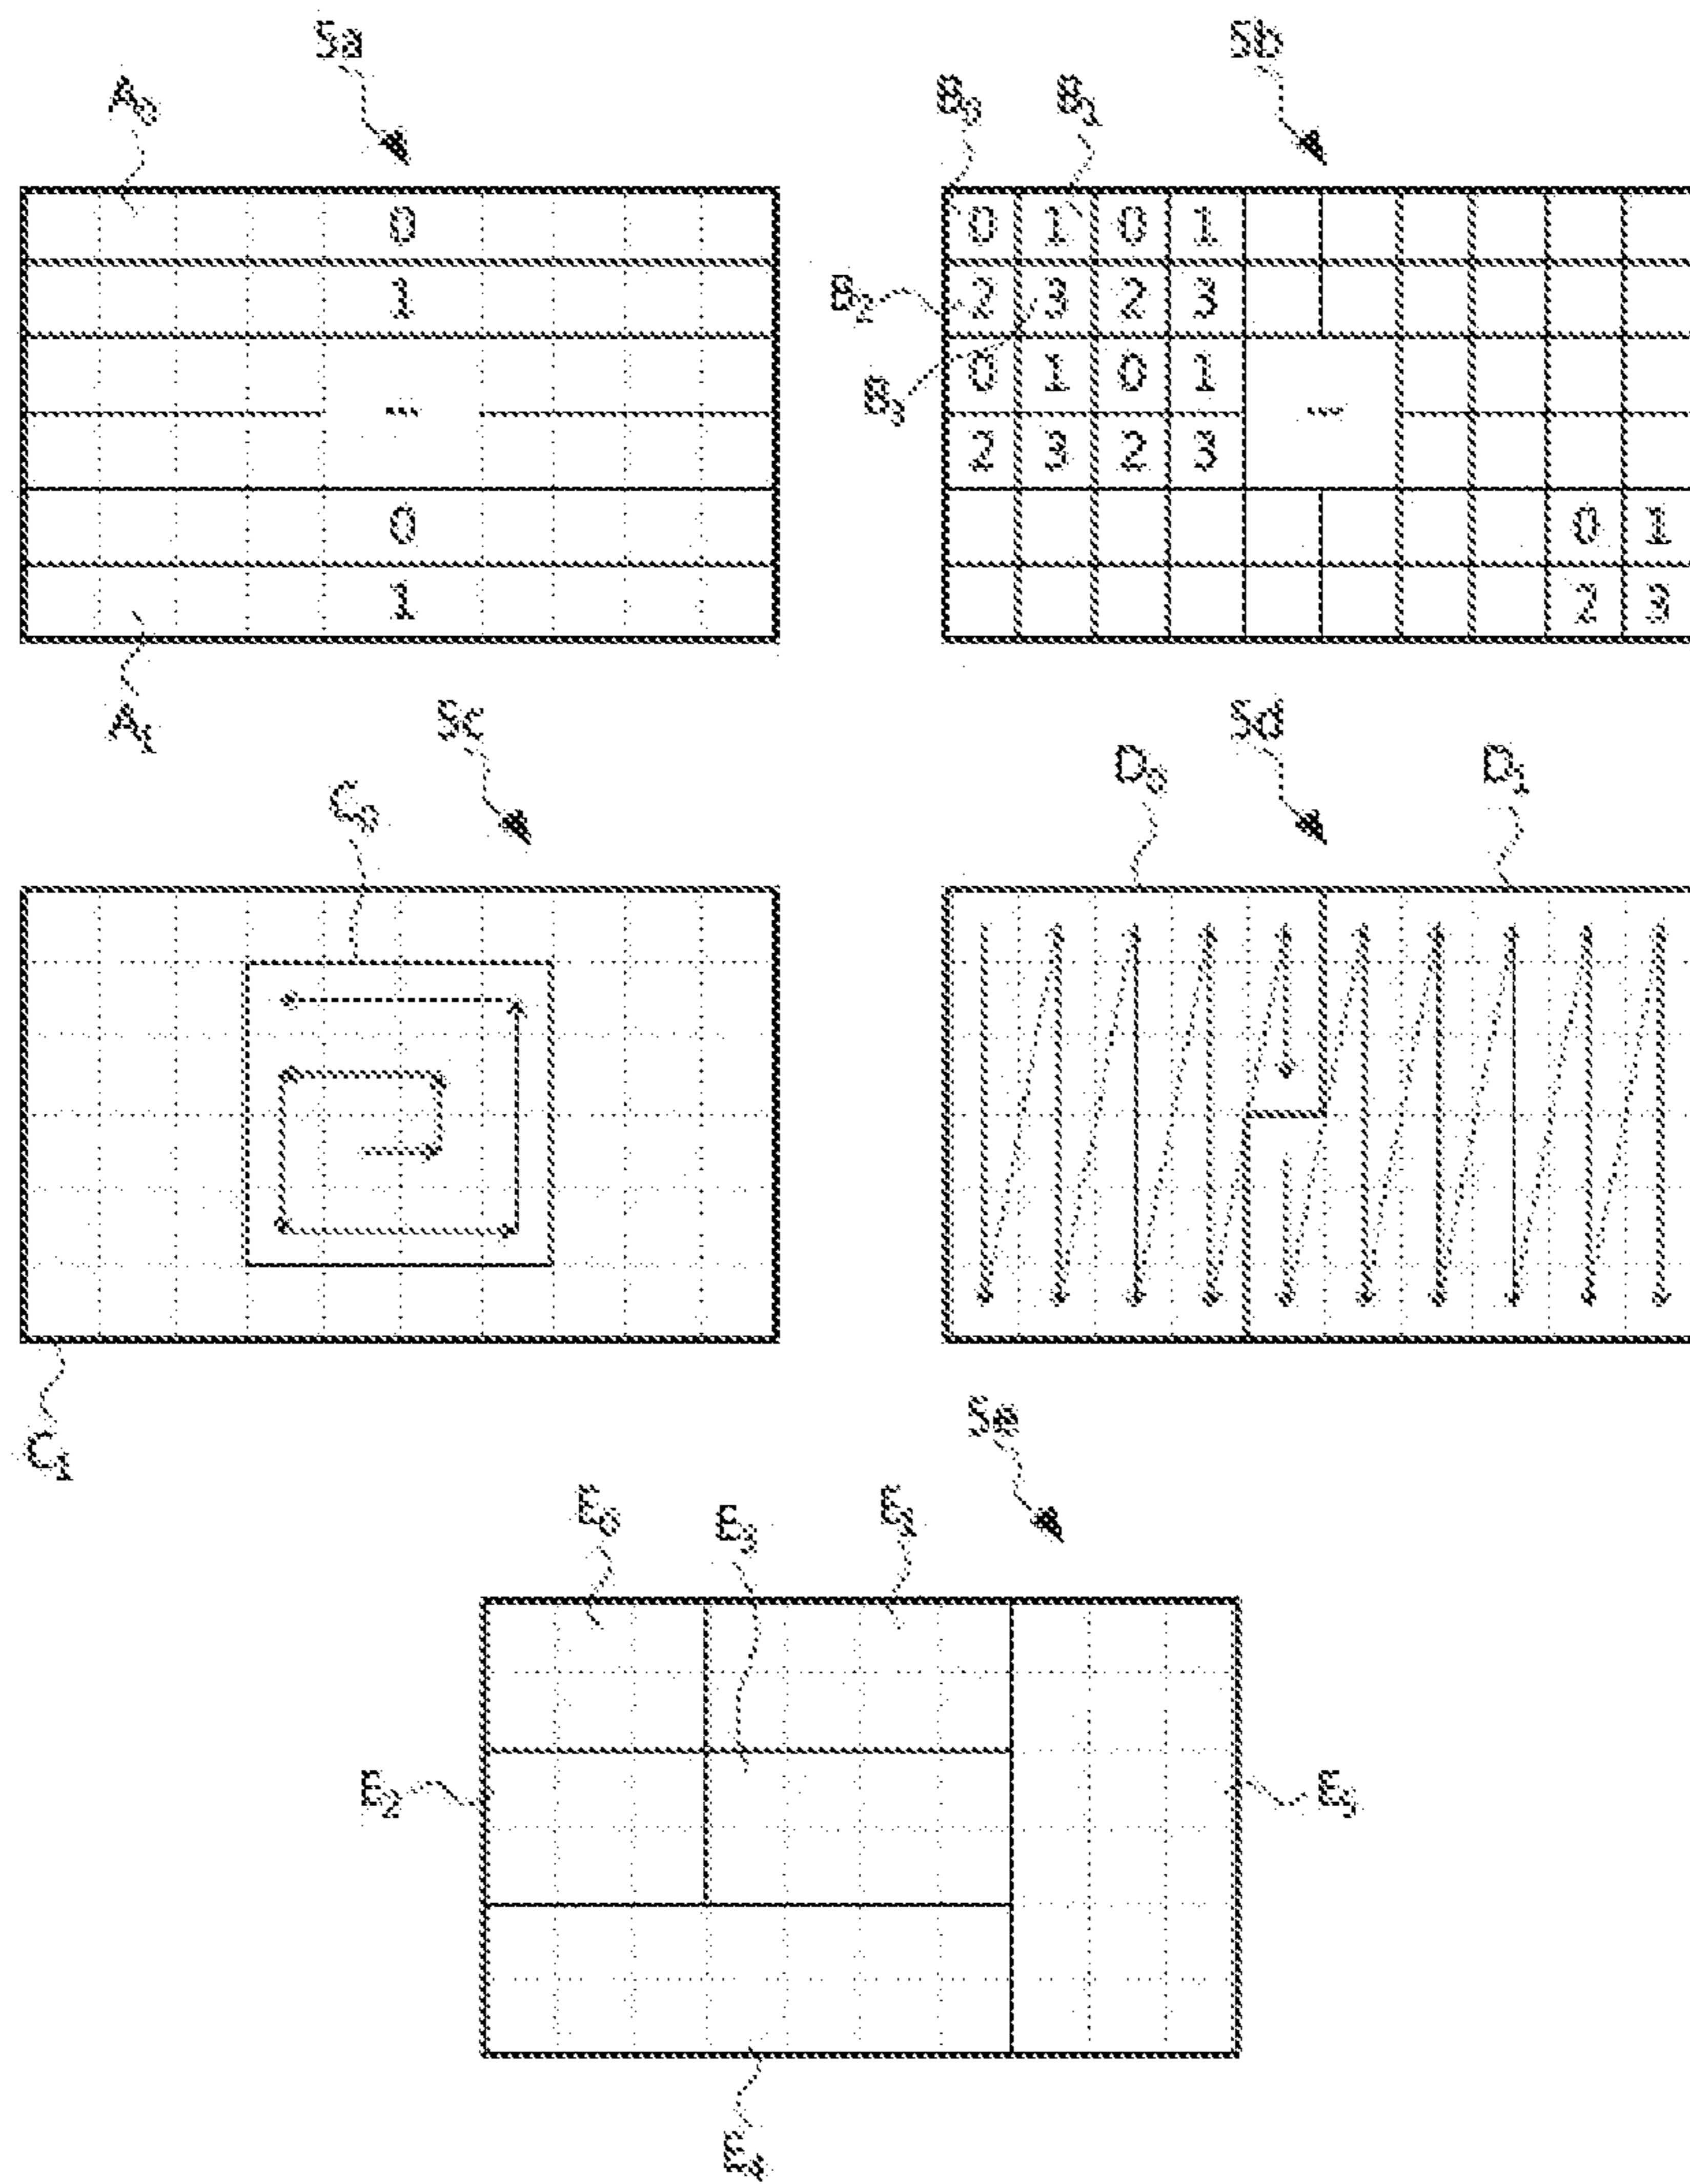 Sa Sb
A₀ B₀ B₁
0 0 1 0 1
1 B₂ 2 3 2 3
0 1 0 1
... B₃ ...
2 3 2 3
0 0 1
1 2 3
A₁ Sc Sd
C₀ D₀ D₁
C₁
Se
E₀ E₃ E₁
E₂ E₅
E₄